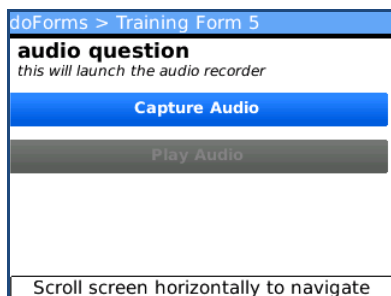 doForms > Training Form 5
audio question
this will launch the audio recorder
Capture Audio
Play Audio
Scroll screen horizontally to navigate